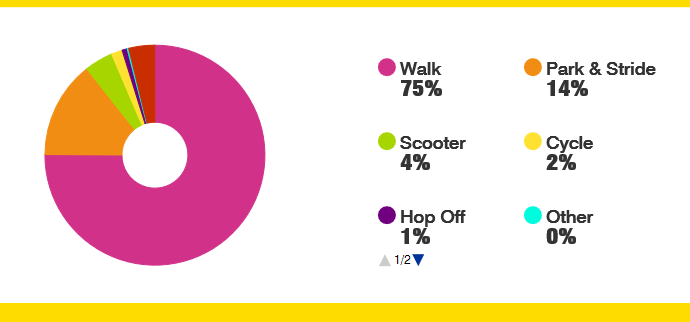 Walk
75%
Park & Stride
14%
Scooter
4%
Cycle
2%
Hop Off
1%
Other
0%
1/2